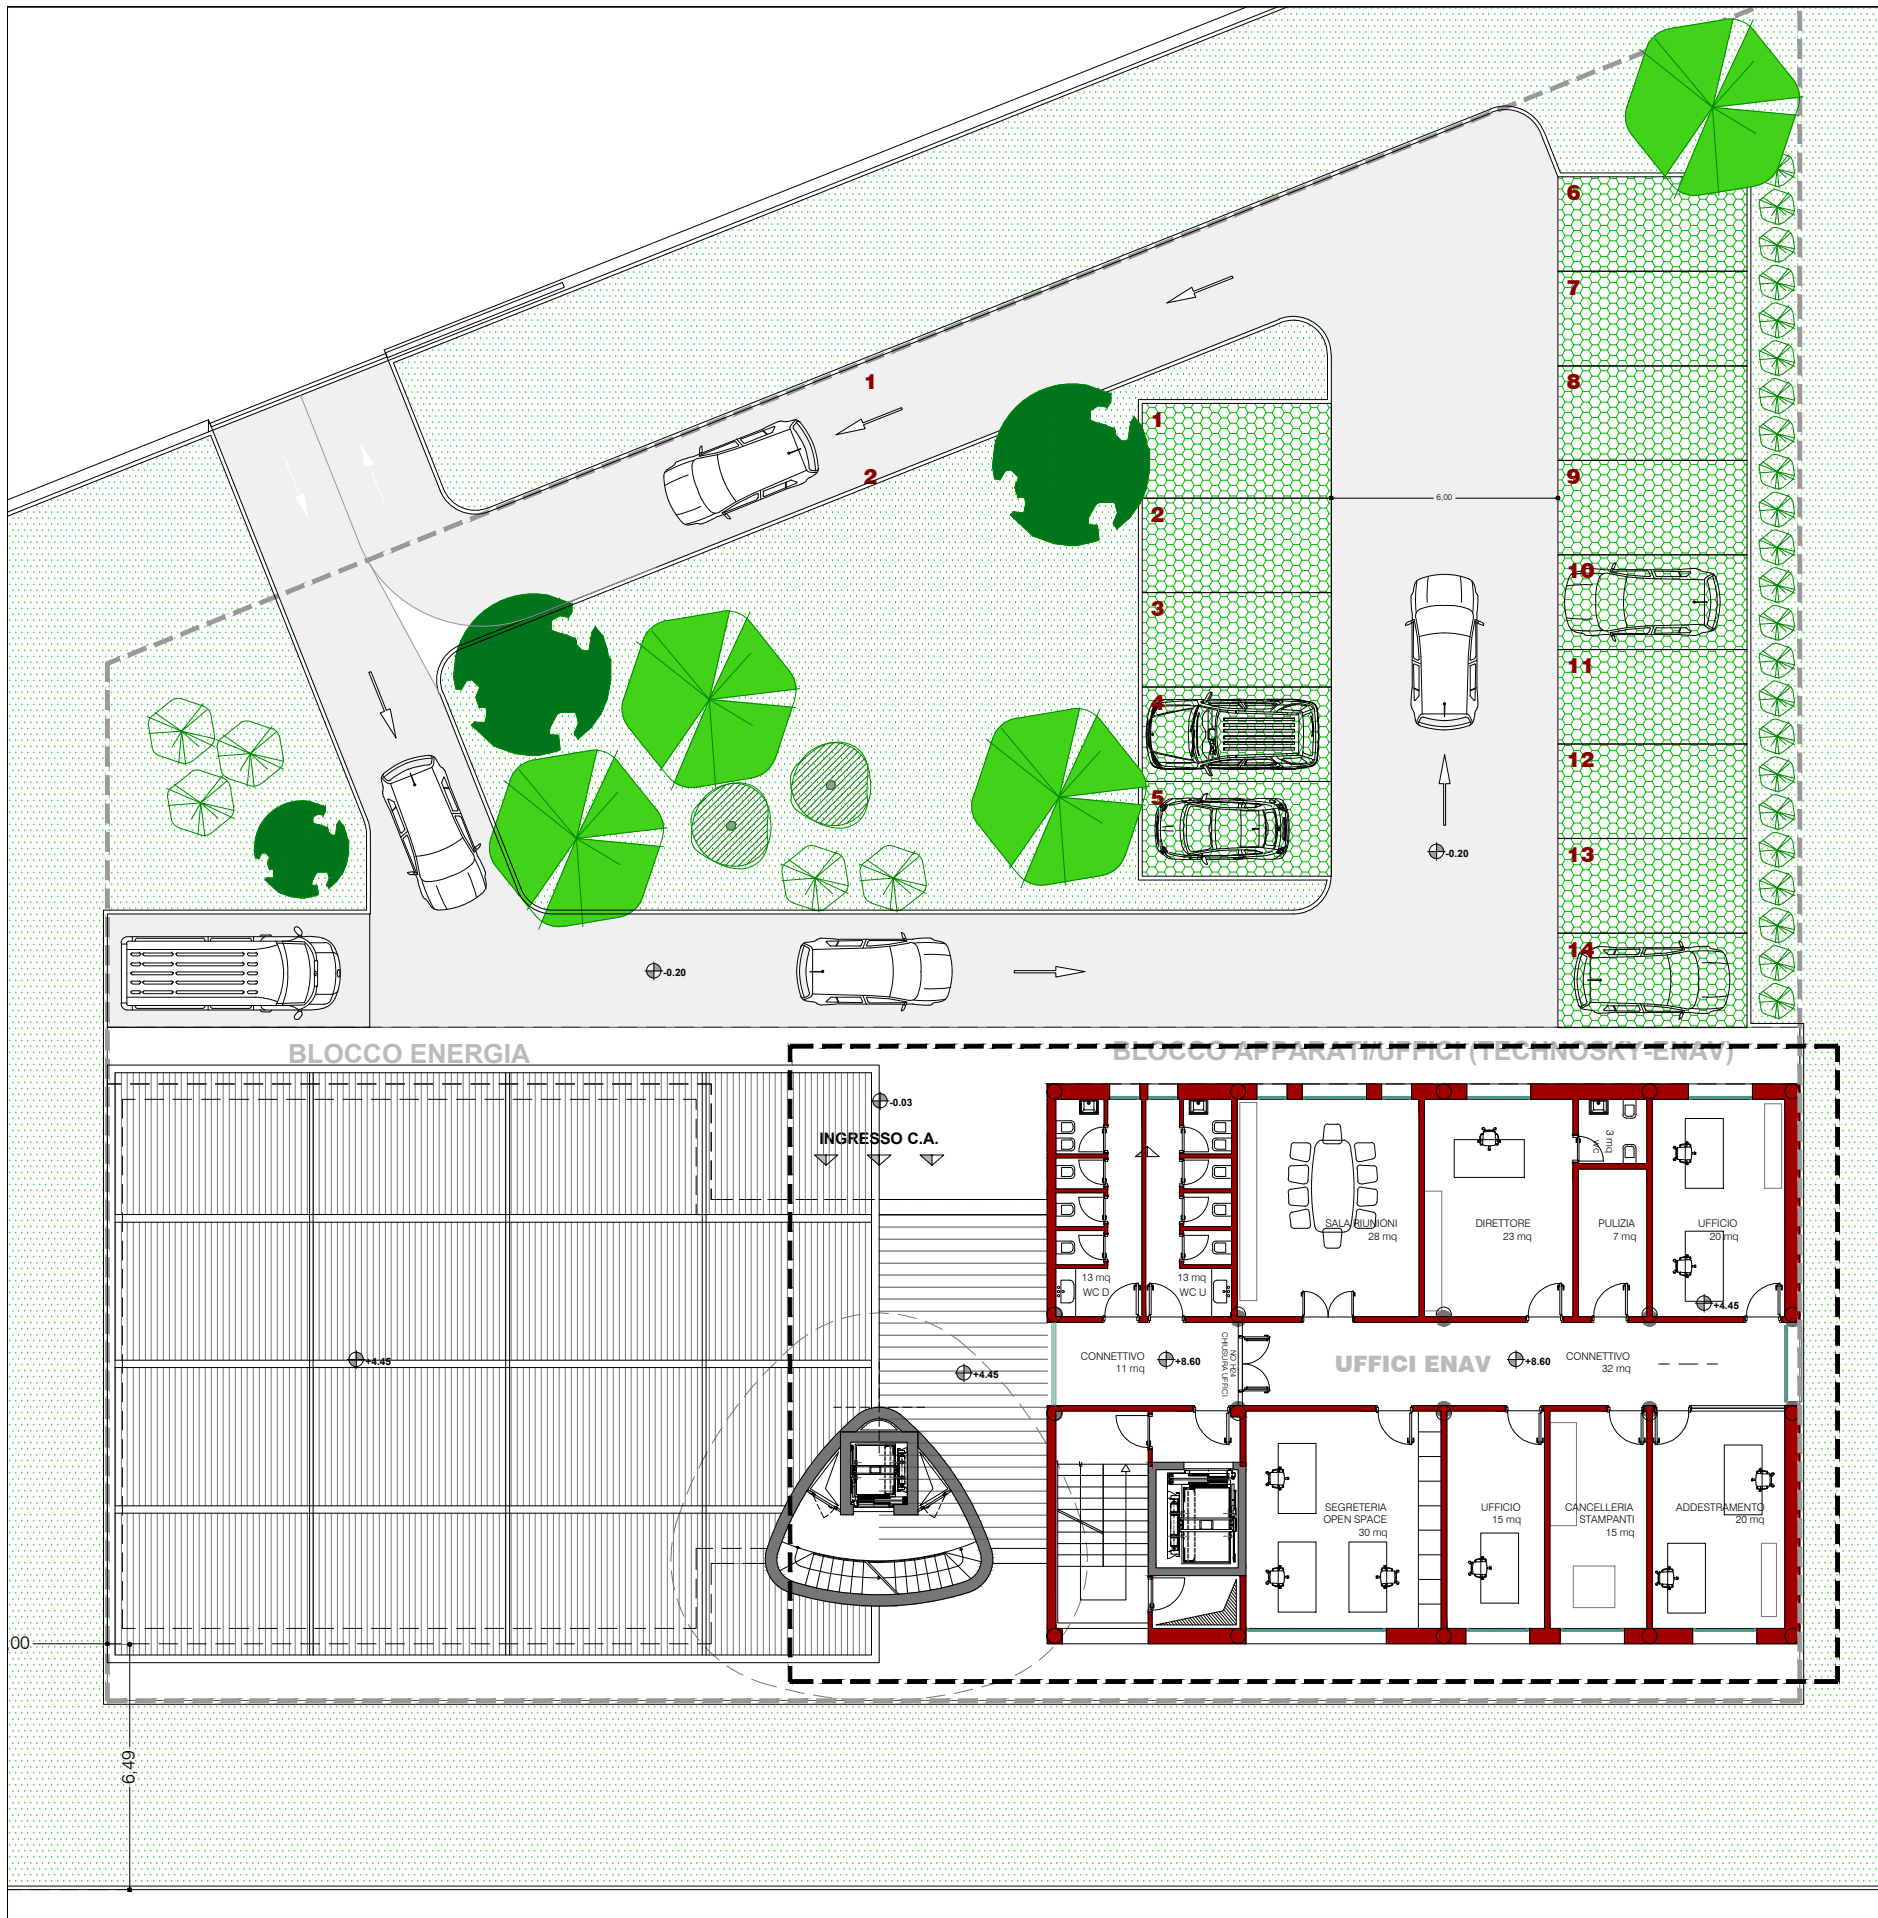 6
7
8
9
10
11
12
13
14
1
2
1
2
3
4
5
6,00
-0.20
-0.20
BLOCCO ENERGIA
BLOCCO APPARATI/UFFICI (TECHNOSKY-ENAV)
-0.03
INGRESSO C.A.
3 mq
WC
SALA RIUNIONI
28 mq
DIRETTORE
23 mq
PULIZIA
7 mq
UFFICIO
20 mq
13 mq
WC D
13 mq
WC U
+4.45
+4.45
+4.45
CONNETTIVO
11 mq
+8.60
NO H24
CHIUSURA UFFICI
UFFICI ENAV
+8.60
CONNETTIVO
32 mq
SEGRETERIA
OPEN SPACE
30 mq
UFFICIO
15 mq
CANCELLERIA
STAMPANTI
15 mq
ADDESTRAMENTO
20 mq
00
6,49